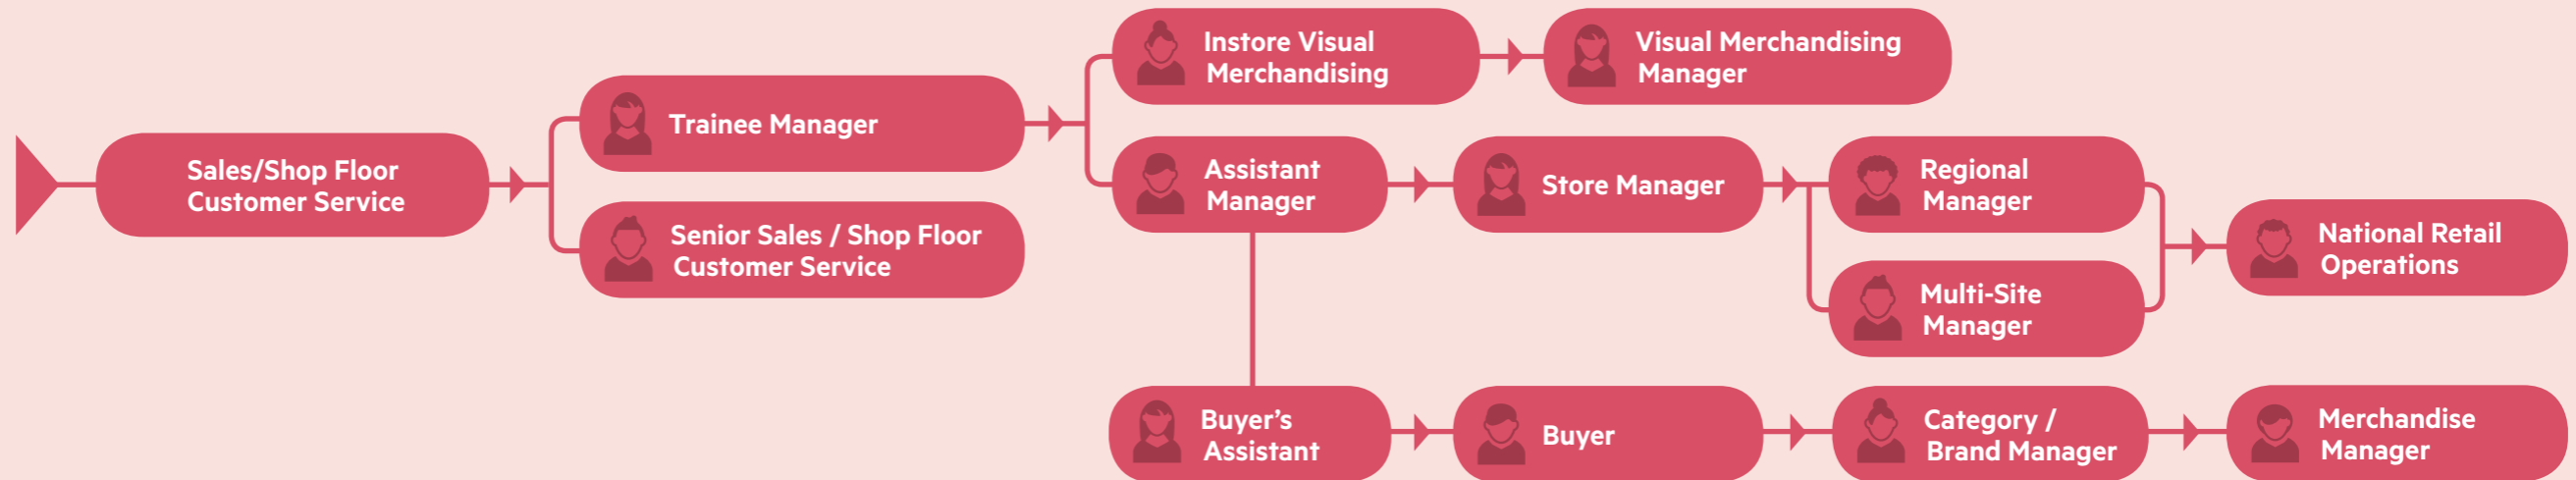 Sales/Shop Floor
Customer Service
Trainee Manager
Senior Sales / Shop Floor
Customer Service
Instore Visual
Merchandising
Visual Merchandising
Manager
Assistant
Manager
Store Manager
Regional
Manager
Multi-Site
Manager
National Retail
Operations
Buyer’s
Assistant
Buyer
Category /
Brand Manager
Merchandise
Manager